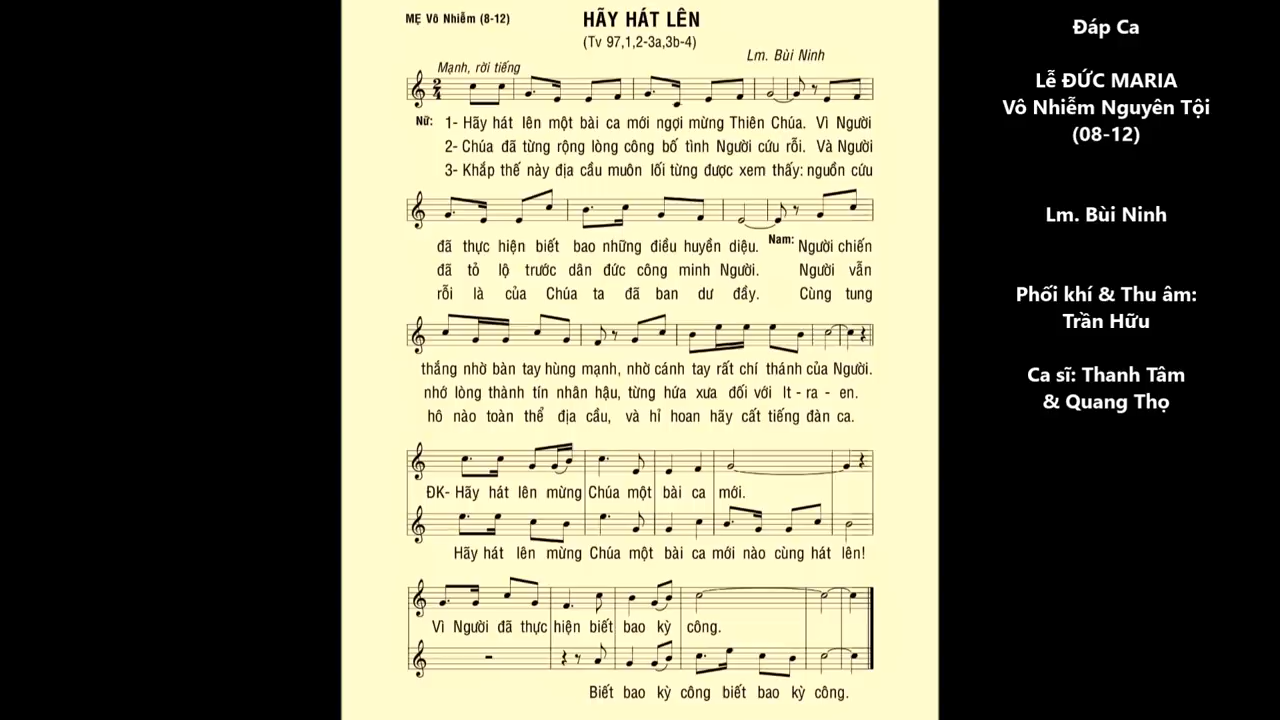 MẸ Vô Nhiễm (8-12)
HÃY HÁT LÊN
(Tv 97,1,2-3a,3b-4)
Lm. Bùi Ninh
Mạnh, rời tiếng
2
4
Nữ: 1- Hãy hát lên một bài ca mới ngợi mừng Thiên Chúa. Vì Người
2- Chúa đã từng rộng lòng công bố tình Người cứu rỗi. Và Người
3- Khắp thế này địa cầu muôn lối từng được xem thấy: nguồn cứu
đã thực hiện biết bao những điều huyền diệu. Nam: Người chiến
đã tỏ lộ trước dân đức công minh Người. Người vẫn
rỗi là của Chúa ta đã ban dư đầy. Cùng tung
thắng nhờ bàn tay hùng mạnh, nhờ cánh tay rất chí thánh của Người.
nhớ lòng thành tín nhân hậu, từng hứa xưa đối với It - ra - en.
hô nào toàn thể địa cầu, và hỉ hoan hãy cất tiếng đàn ca.
ĐK- Hãy hát lên mừng Chúa một bài ca mới.
Hãy hát lên mừng Chúa một bài ca mới nào cùng hát lên!
Vì Người đã thực hiện biết bao kỳ công.
Biết bao kỳ công biết bao kỳ công.
Đáp Ca
Lễ ĐỨC MARIA
Vô Nhiễm Nguyên Tội
(08-12)
Lm. Bùi Ninh
Phối khí & Thu âm:
Trần Hữu
Ca sĩ: Thanh Tâm
& Quang Thọ